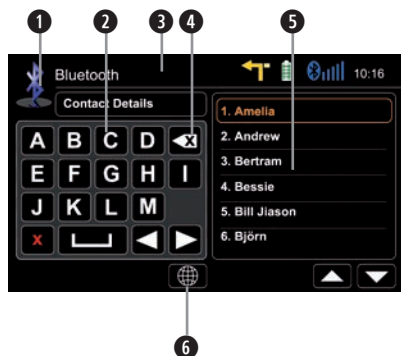 1 2 3 4 5
Bluetooth 10:16
Contact Details
A B C D
E F G H I
J K L M
x
1. Amelia
2. Andrew
3. Bertram
4. Bessie
5. Bill Jiason
6. Björn
6